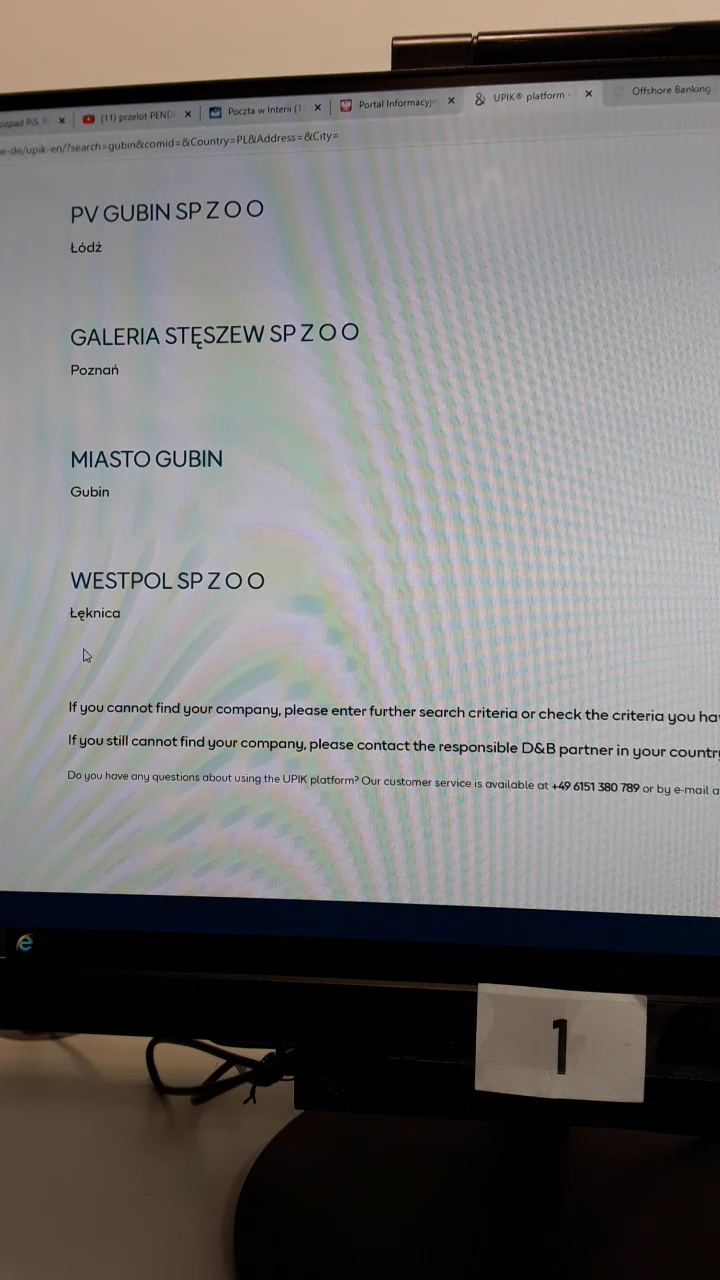 (11) przelot PEND
Poczta w Interii (1
Portal Informacyj
UPIK® platform -
Offshore Banking
e-de/upik-en/?search=gubin&comid=&Country=PL&Address=&City=
PV GUBIN SP Z O O
Łódź
GALERIA STĘSZEW SP Z O O
Poznań
MIASTO GUBIN
Gubin
WESTPOL SP Z O O
Łęknica
If you cannot find your company, please enter further search criteria or check the criteria you ha
If you still cannot find your company, please contact the responsible D&B partner in your countr
Do you have any questions about using the UPIK platform? Our customer service is available at +49 6151 380 789 or by e-mail a
1